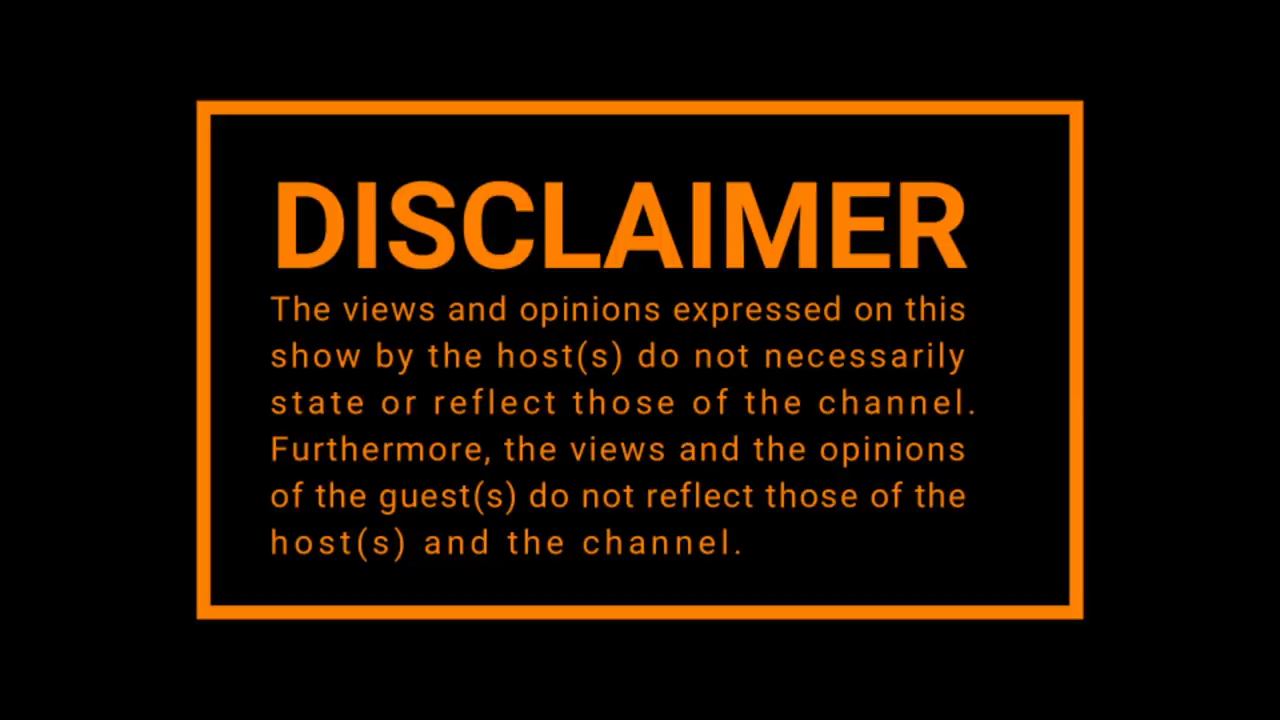 DISCLAIMER
The views and opinions expressed on this
show by the host(s) do not necessarily
state or reflect those of the channel.
Furthermore, the views and the opinions
of the guest(s) do not reflect those of the
host(s) and the channel.